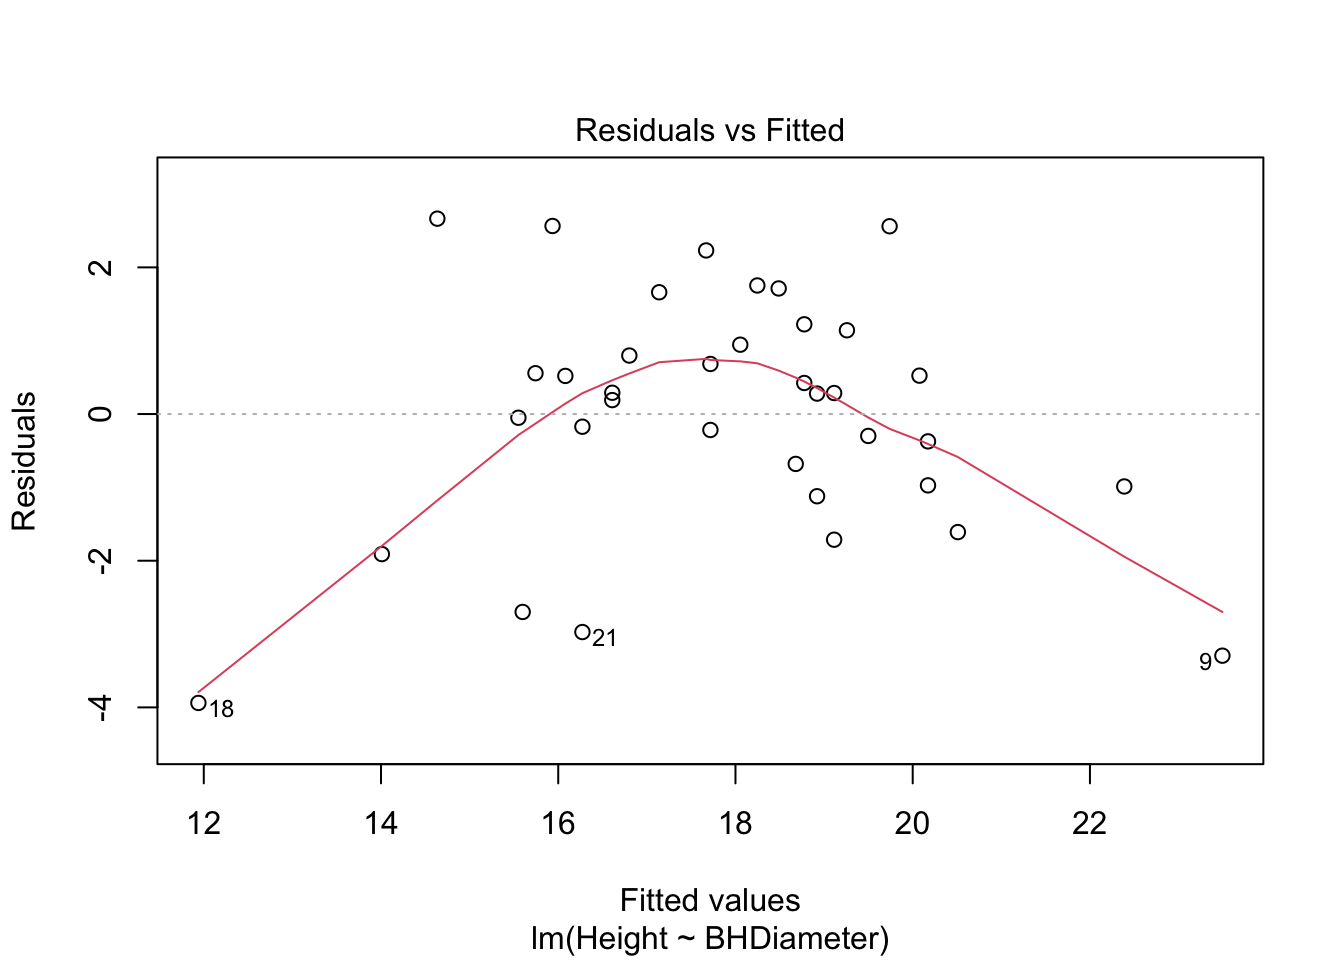 Residuals vs Fitted
Residuals
2
0
-2
-4
21
9
18
12 14 16 18 20 22
Fitted values
lm(Height ~ BHDiameter)